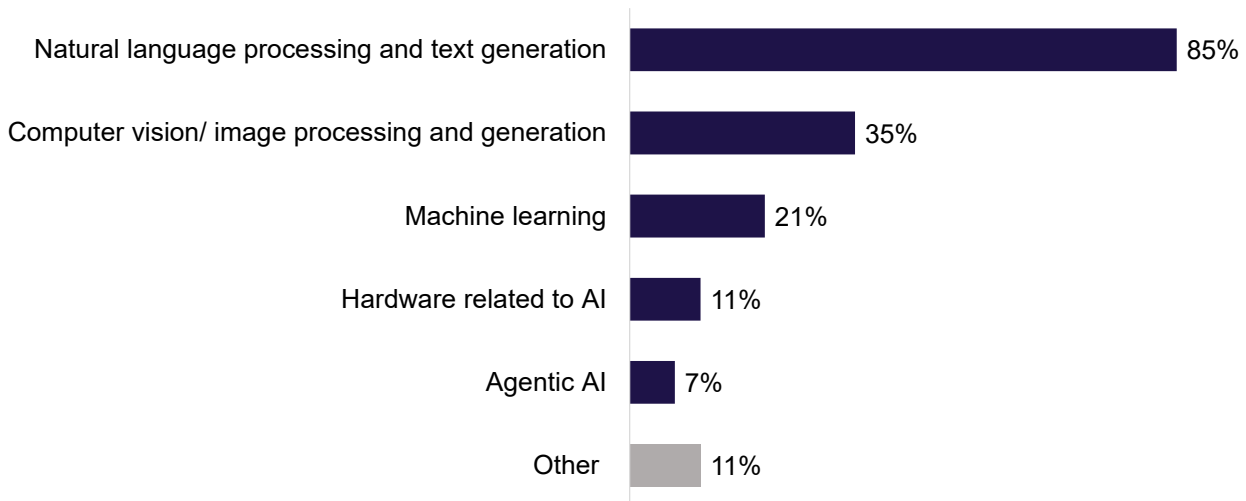 Natural language processing and text generation 85%
Computer vision/ image processing and generation 35%
Machine learning 21%
Hardware related to AI 11%
Agentic AI 7%
Other 11%